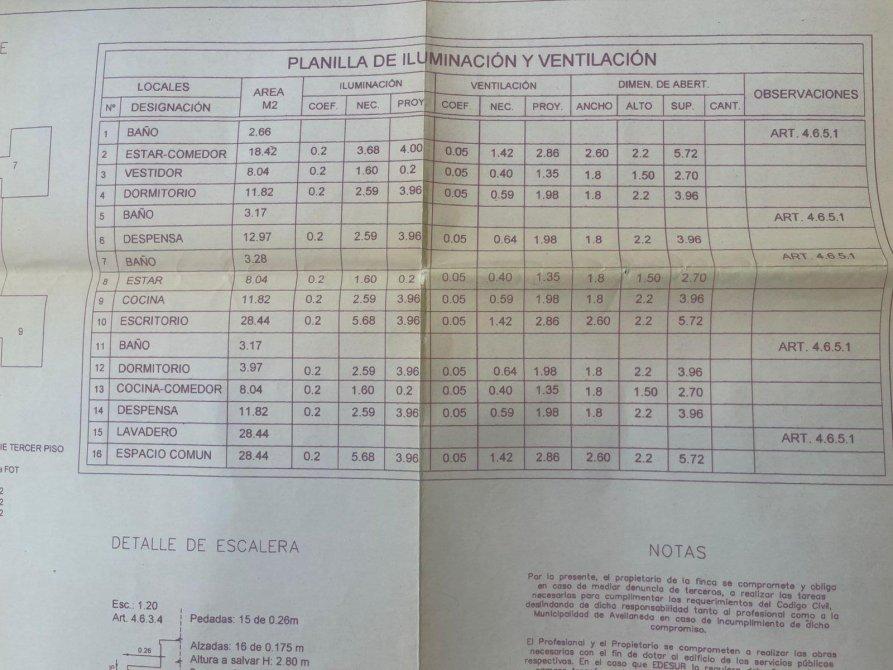 E
PLANILLA DE ILUMINACIÓN Y VENTILACIÓN
LOCALES AREA M2 ILUMINACIÓN VENTILACIÓN DIMEN. DE ABERT. OBSERVACIONES
Nº DESIGNACIÓN COEF. NEC. PROY COEF. NEC. PROY. ANCHO ALTO SUP. CANT.
1 BAÑO 2.66 ART. 4.6.5.1
2 ESTAR-COMEDOR 18.42 0.2 3.68 4.00 0.05 1.42 2.86 2.60 2.2 5.72
3 VESTIDOR 8.04 0.2 1.60 0.2 0.05 0.40 1.35 1.8 1.50 2.70
4 DORMITORIO 11.82 0.2 2.59 3.96 0.05 0.59 1.98 1.8 2.2 3.96
5 BAÑO 3.17 ART. 4.6.5.1
6 DESPENSA 12.97 0.2 2.59 3.96 0.05 0.64 1.98 1.8 2.2 3.96
7 BAÑO 3.28 ART. 4.6.5.1
8 ESTAR 8.04 0.2 1.60 0.2 0.05 0.40 1.35 1.8 1.50 2.70
9 COCINA 11.82 0.2 2.59 3.96 0.05 0.59 1.98 1.8 2.2 3.96
10 ESCRITORIO 28.44 0.2 5.68 3.96 0.05 1.42 2.86 2.60 2.2 5.72
11 BAÑO 3.17 ART. 4.6.5.1
12 DORMITORIO 3.97 0.2 2.59 3.96 0.05 0.64 1.98 1.8 2.2 3.96
13 COCINA-COMEDOR 8.04 0.2 1.60 0.2 0.05 0.40 1.35 1.8 1.50 2.70
14 DESPENSA 11.82 0.2 2.59 3.96 0.05 0.59 1.98 1.8 2.2 3.96
15 LAVADERO 28.44 ART. 4.6.5.1
16 ESPACIO COMUN 28.44 0.2 5.68 3.96 0.05 1.42 2.86 2.60 2.2 5.72
7
9
IE TERCER PISO
a FOT
2
2
2
DETALLE DE ESCALERA
Esc.: 1.20
Art. 4.6.3.4
Pedadas: 15 de 0.26m
Alzadas: 16 de 0.175 m
Altura a salvar H: 2.80 m
0.26
NOTAS
Por la presente, el propietario de la finca se compromete y obliga
en caso de mediar denuncia de terceros, a realizar las tareas
necesarias para cumplimentar los requerimientos del Codigo Civil,
deslindando de dicha responsabilidad tanto al profesional como a la
Municipalidad de Avellaneda en caso de incumplimiento de dicho
compromiso.
El Profesional y el Propietario se comprometen a realizar las obras
necesarias con el fin de dotar al edificio de los servicios públicos
respectivos. En el caso que EDESUR lo requiera